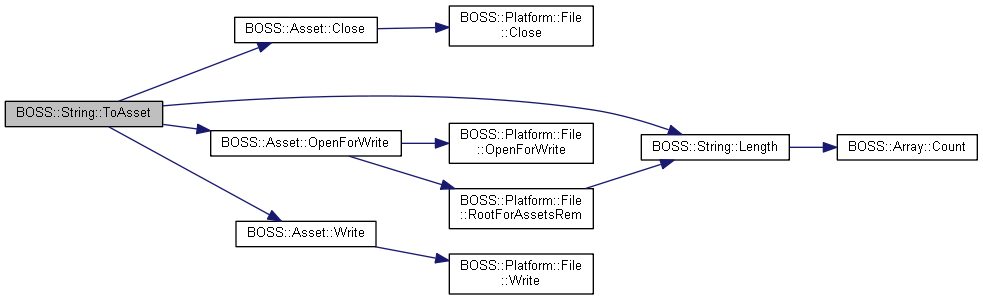 BOSS::String::ToAsset
BOSS::Asset::Close
BOSS::Platform::File
::Close
BOSS::Asset::OpenForWrite
BOSS::Platform::File
::OpenForWrite
BOSS::Platform::File
::RootForAssetsRem
BOSS::String::Length
BOSS::Array::Count
BOSS::Asset::Write
BOSS::Platform::File
::Write